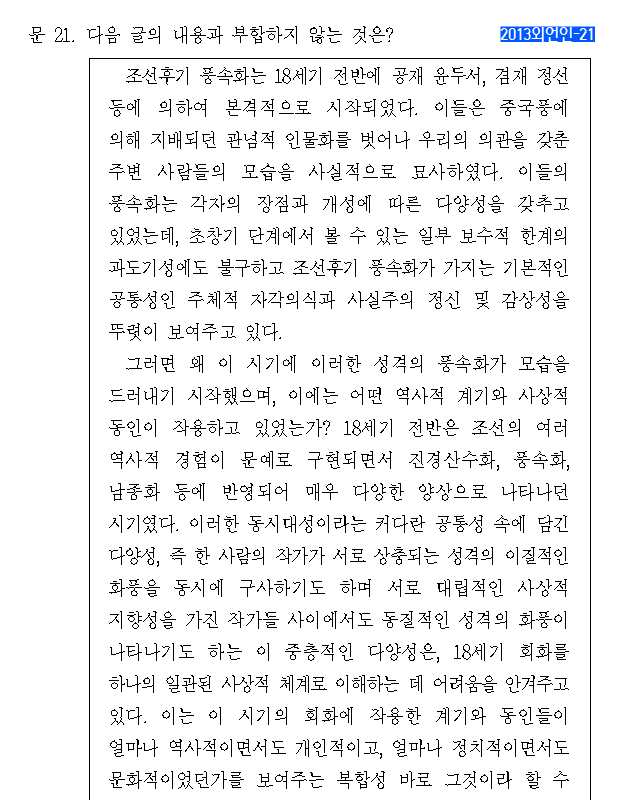 문 21. 다음 글의 내용과 부합하지 않는 것은?
2013외언인-21
조선후기 풍속화는 18세기 전반에 공재 윤두서, 겸재 정선
등에 의하여 본격적으로 시작되었다. 이들은 중국풍에
의해 지배되던 관념적 인물화를 벗어나 우리의 의관을 갖춘
주변 사람들의 모습을 사실적으로 묘사하였다. 이들의
풍속화는 각자의 장점과 개성에 따른 다양성을 갖추고
있었는데, 초창기 단계에서 볼 수 있는 일부 보수적 한계의
과도기성에도 불구하고 조선후기 풍속화가 가지는 기본적인
공통성인 주체적 자각의식과 사실주의 정신 및 감상성을
뚜렷이 보여주고 있다.
그러면 왜 이 시기에 이러한 성격의 풍속화가 모습을
드러내기 시작했으며, 이에는 어떤 역사적 계기와 사상적
동인이 작용하고 있었는가? 18세기 전반은 조선의 여러
역사적 경험이 문예로 구현되면서 진경산수화, 풍속화,
남종화 등에 반영되어 매우 다양한 양상으로 나타나던
시기였다. 이러한 동시대성이라는 커다란 공통성 속에 담긴
다양성, 즉 한 사람의 작가가 서로 상충되는 성격의 이질적인
화풍을 동시에 구사하기도 하며 서로 대립적인 사상적
지향성을 가진 작가들 사이에서도 동질적인 성격의 화풍이
나타나기도 하는 이 중층적인 다양성은, 18세기 회화를
하나의 일관된 사상적 체계로 이해하는 데 어려움을 안겨주고
있다. 이는 이 시기의 회화에 작용한 계기와 동인들이
얼마나 역사적이면서도 개인적이고, 얼마나 정치적이면서도
문화적이었던가를 보여주는 복합성 바로 그것이라 할 수